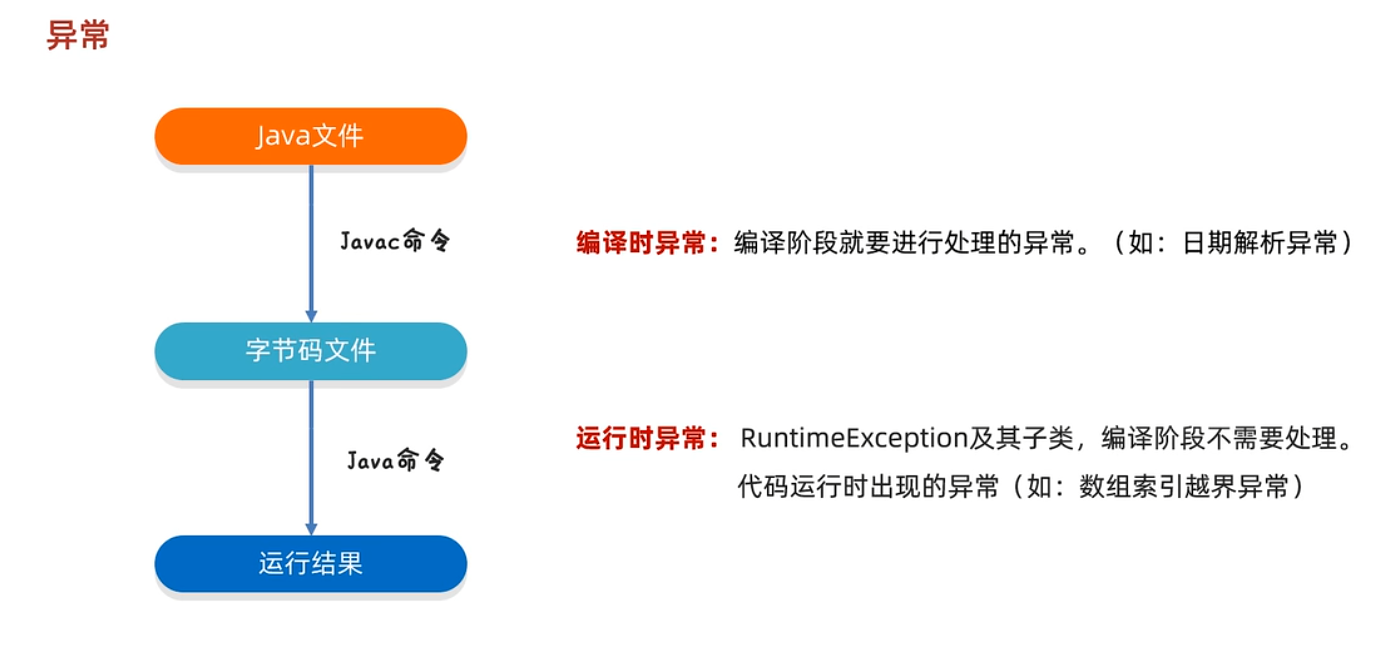 异常
Java文件
Javac命令
编译时异常：编译阶段就要进行处理的异常。（如：日期解析异常）
字节码文件
Java命令
运行时异常： RuntimeException及其子类，编译阶段不需要处理。
代码运行时出现的异常（如：数组索引越界异常）
运行结果